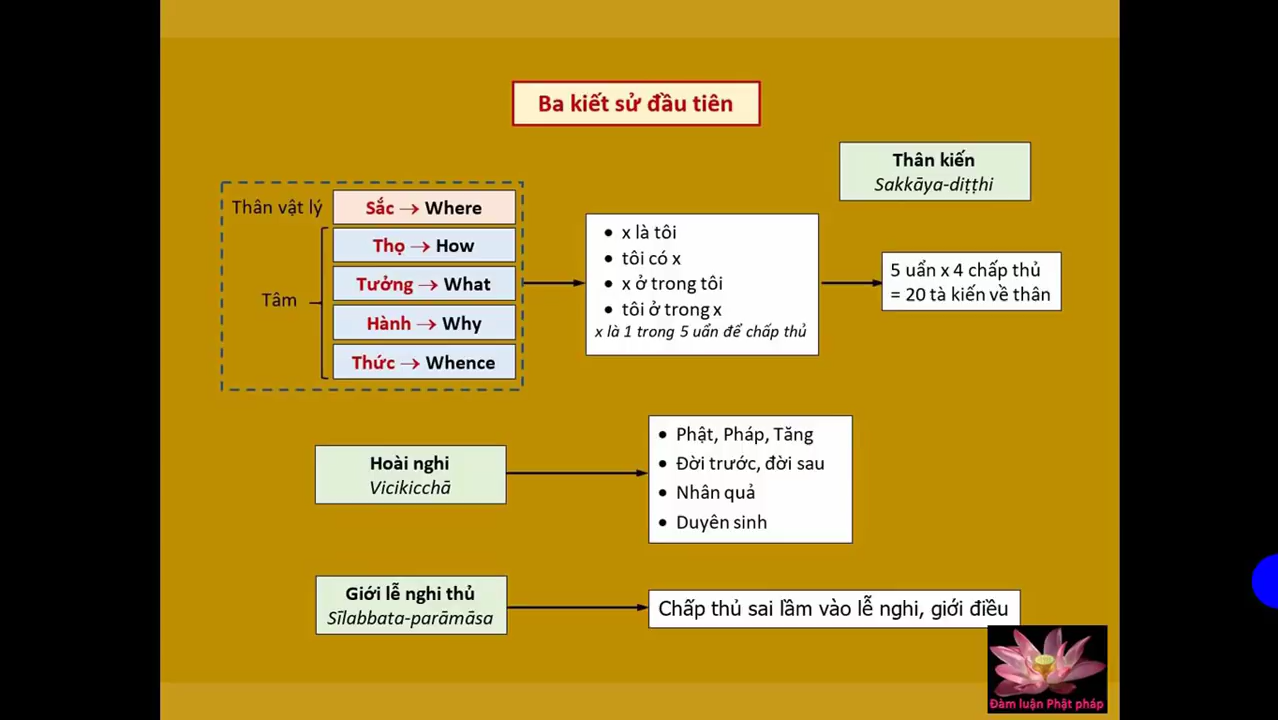 Ba kiết sử đầu tiên
Thân kiến
Sakkāya-diṭṭhi
Thân vật lý
Sắc → Where
Thọ → How
Tâm
Tưởng → What
Hành → Why
Thức → Whence
• x là tôi
• tôi có x
• x ở trong tôi
• tôi ở trong x
x là 1 trong 5 uẩn để chấp thủ
5 uẩn x 4 chấp thủ
= 20 tà kiến về thân
Hoài nghi
Vicikicchā
• Phật, Pháp, Tăng
• Đời trước, đời sau
• Nhân quả
• Duyên sinh
Giới lễ nghi thủ
Sīlabbata-parāmāsa
Chấp thủ sai lầm vào lễ nghi, giới điều
Đàm luận Phật pháp